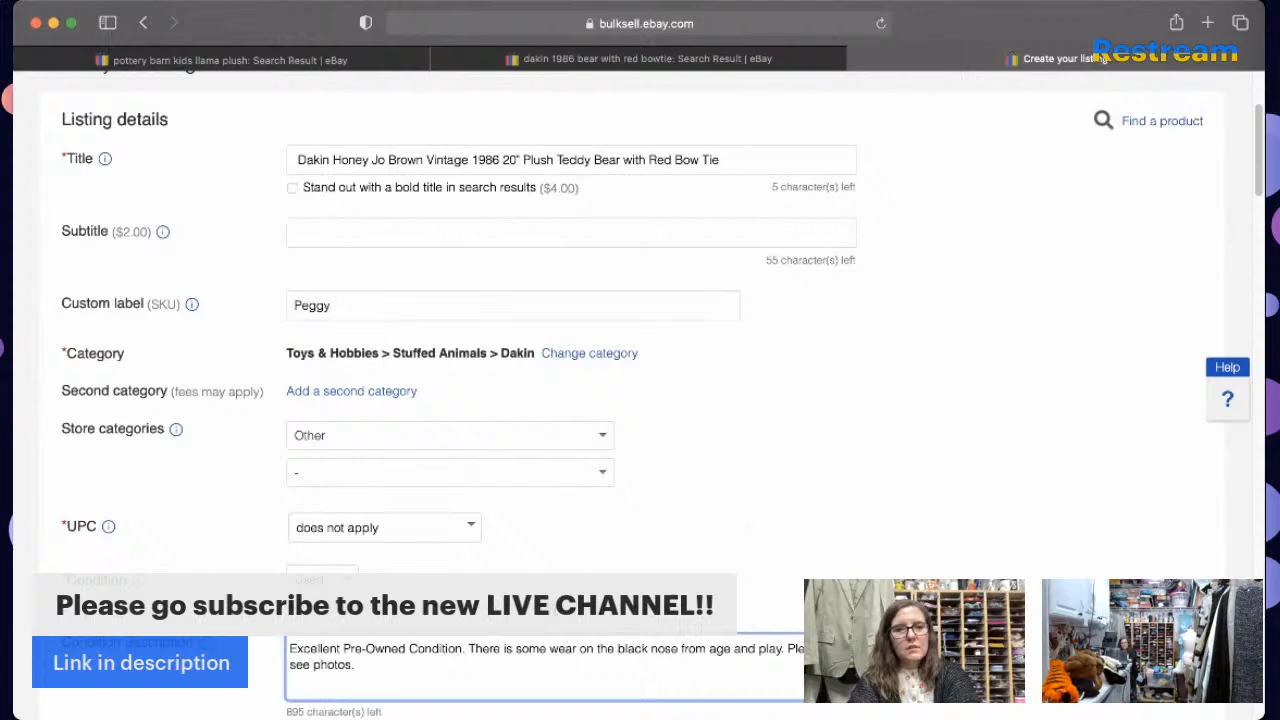 bulksell.ebay.com
pottery barn kids llama plush: Search Result | eBay
dakin 1986 bear with red bowtie: Search Result | eBay
Create your listing
Restream
Listing details
Find a product
*Title
Dakin Honey Jo Brown Vintage 1986 20" Plush Teddy Bear with Red Bow Tie
Stand out with a bold title in search results ($4.00)
5 character(s) left
Subtitle ($2.00)
55 character(s) left
Custom label (SKU)
Peggy
*Category
Toys & Hobbies > Stuffed Animals > Dakin Change category
Help
?
Second category (fees may apply)
Add a second category
Store categories
Other
-
*UPC
does not apply
*Condition
Used
Please go subscribe to the new LIVE CHANNEL!!
Condition description
Link in description
Excellent Pre-Owned Condition. There is some wear on the black nose from age and play.
see photos.
895 character(s) left